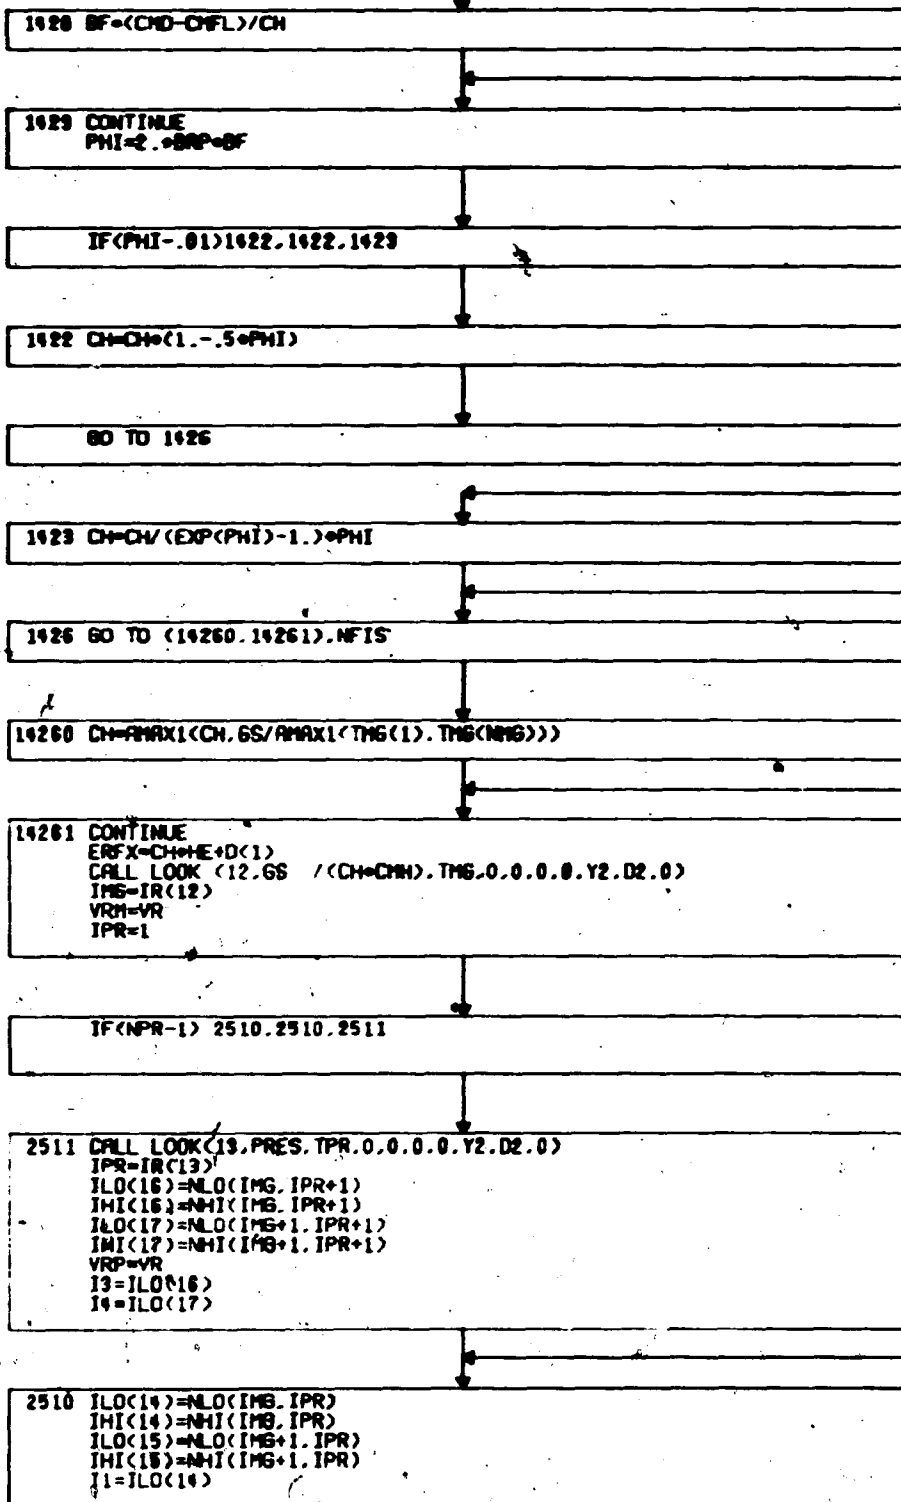 1420 BF=(CMD-CMFL)/CH
1429 CONTINUE
PHI=2.*BRP*BF
IF(PHI-.01)1422,1422,1423
1422 CH=CH*(1.-.5*PHI)
GO TO 1426
1423 CH=CH/(EXP(PHI)-1.)*PHI
1426 GO TO (14260,14261),NFIS
14260 CH=AMAX1(CH,GS/AMAX1(TMG(1),TMG(NMG)))
14261 CONTINUE
ERFX=CH*HE+D(1)
CALL LOOK (12,GS /(CH*CMH),TMG,0,0,0,0,Y2,D2,0)
IMG=IR(12)
VRM=VR
IPR=1
IF(NPR-1) 2510,2510,2511
2511 CALL LOOK(13,PRES,TPR,0,0,0,0,Y2,D2,0)
IPR=IR(13)
ILO(16)=NLO(IMG,IPR+1)
IHI(16)=NHI(IMG,IPR+1)
ILO(17)=NLO(IMG+1,IPR+1)
IHI(17)=NHI(IMG+1,IPR+1)
VRP=VR
I3=ILO(16)
I4=ILO(17)
2510 ILO(14)=NLO(IMG,IPR)
IHI(14)=NHI(IMG,IPR)
ILO(15)=NLO(IMG+1,IPR)
IHI(15)=NHI(IMG+1,IPR)
I1=ILO(14)